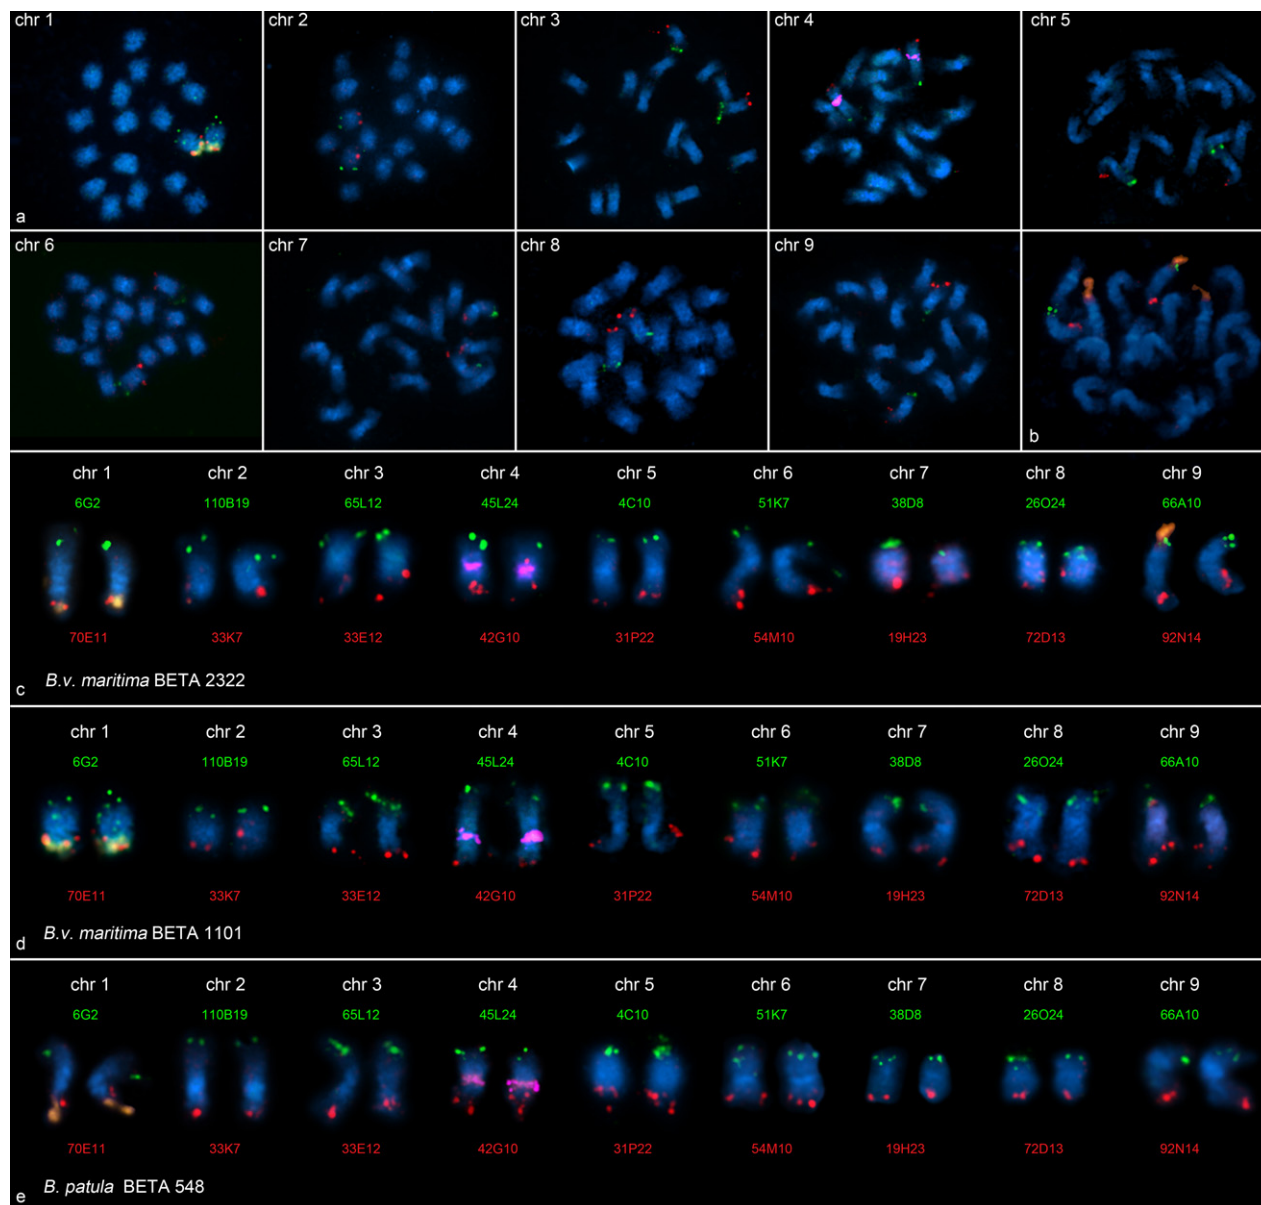 chr 1 chr 2 chr 3 chr 4 chr 5
a
chr 6 chr 7 chr 8 chr 9
b
chr 1 chr 2 chr 3 chr 4 chr 5 chr 6 chr 7 chr 8 chr 9
6G2 110B19 65L12 45L24 4C10 51K7 38D8 26O24 66A10
70E11 33K7 33E12 42G10 31P22 54M10 19H23 72D13 92N14
c B.v. maritima BETA 2322
chr 1 chr 2 chr 3 chr 4 chr 5 chr 6 chr 7 chr 8 chr 9
6G2 110B19 65L12 45L24 4C10 51K7 38D8 26O24 66A10
70E11 33K7 33E12 42G10 31P22 54M10 19H23 72D13 92N14
d B.v. maritima BETA 1101
chr 1 chr 2 chr 3 chr 4 chr 5 chr 6 chr 7 chr 8 chr 9
6G2 110B19 65L12 45L24 4C10 51K7 38D8 26O24 66A10
70E11 33K7 33E12 42G10 31P22 54M10 19H23 72D13 92N14
e B. patula BETA 548